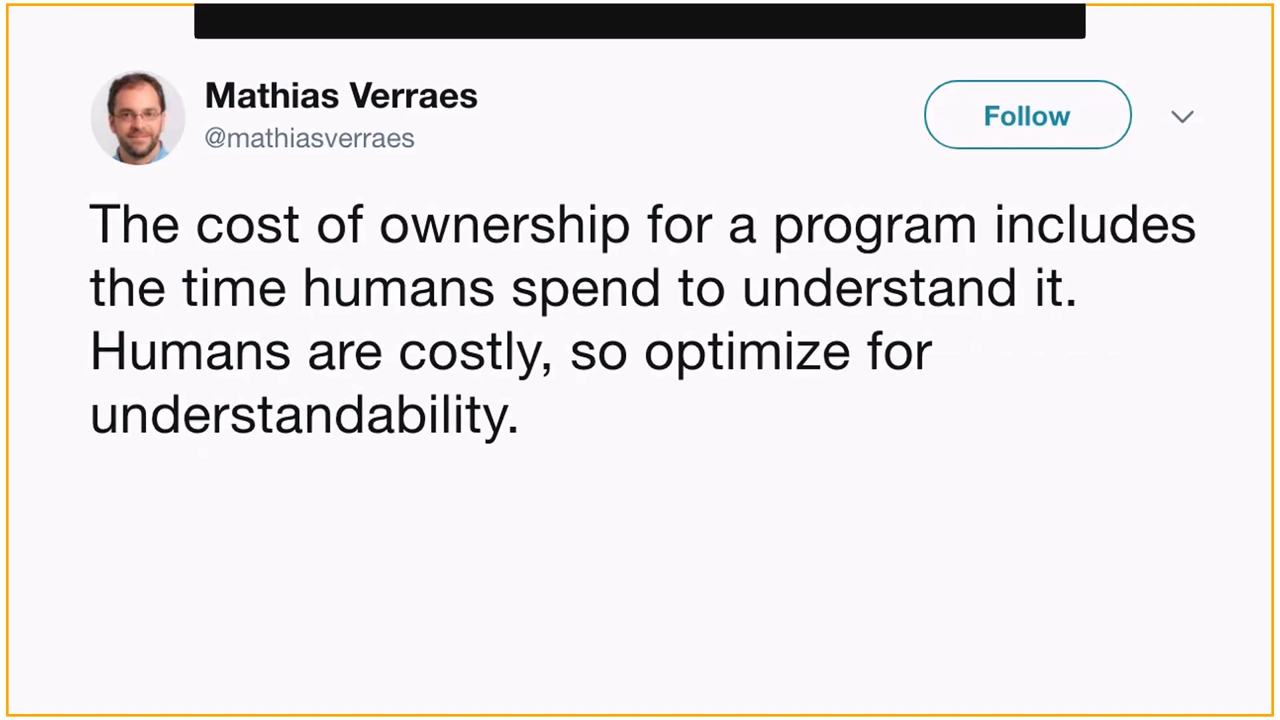 Mathias Verraes
@mathiasverraes
Follow
The cost of ownership for a program includes
the time humans spend to understand it.
Humans are costly, so optimize for
understandability.